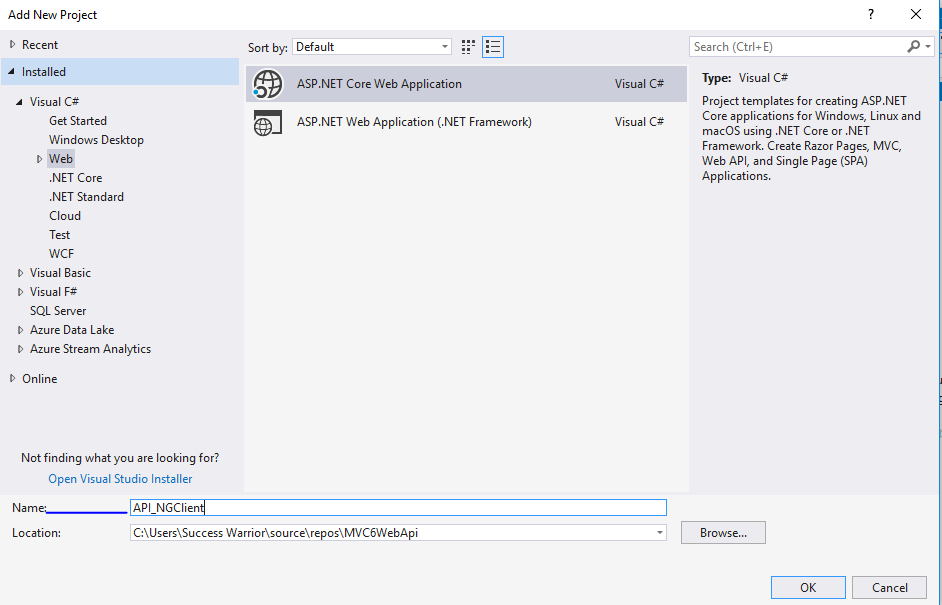 Add New Project
?
Recent
Installed
Visual C#
Get Started
Windows Desktop
Web
.NET Core
.NET Standard
Cloud
Test
WCF
Visual Basic
Visual F#
SQL Server
Azure Data Lake
Azure Stream Analytics
Online
Not finding what you are looking for?
Open Visual Studio Installer
Sort by: Default
ASP.NET Core Web Application Visual C#
ASP.NET Web Application (.NET Framework) Visual C#
Search (Ctrl+E)
Type: Visual C#
Project templates for creating ASP.NET
Core applications for Windows, Linux and
macOS using .NET Core or .NET
Framework. Create Razor Pages, MVC,
Web API, and Single Page (SPA)
Applications.
Name: API_NGClient
Location: C:\Users\Success Warrior\source\repos\MVC6WebApi
Browse...
OK Cancel